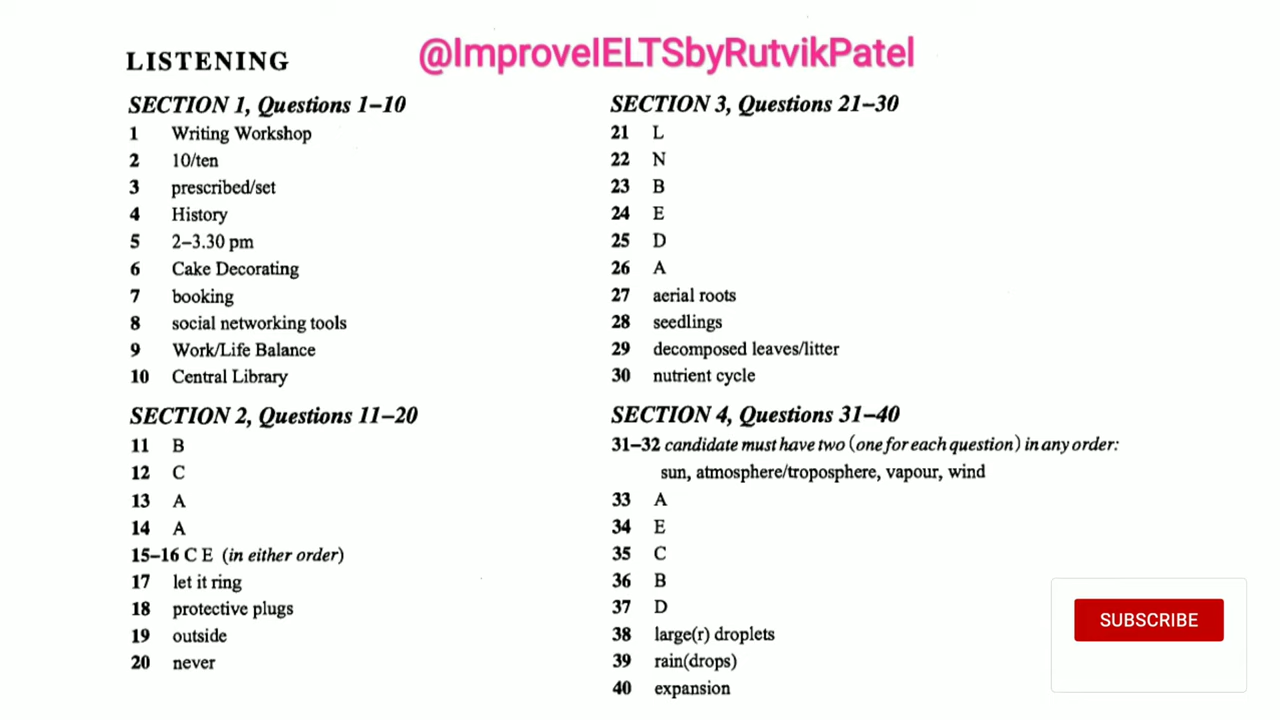 @ImproveIELTSbyRutvikPatel
LISTENING
SECTION 1, Questions 1–10
1 Writing Workshop
2 10/ten
3 prescribed/set
4 History
5 2–3.30 pm
6 Cake Decorating
7 booking
8 social networking tools
9 Work/Life Balance
10 Central Library
SECTION 2, Questions 11–20
11 B
12 C
13 A
14 A
15–16 C E (in either order)
17 let it ring
18 protective plugs
19 outside
20 never
SECTION 3, Questions 21–30
21 L
22 N
23 B
24 E
25 D
26 A
27 aerial roots
28 seedlings
29 decomposed leaves/litter
30 nutrient cycle
SECTION 4, Questions 31–40
31–32 candidate must have two (one for each question) in any order:
sun, atmosphere/troposphere, vapour, wind
33 A
34 E
35 C
36 B
37 D
38 large(r) droplets
39 rain(drops)
40 expansion
SUBSCRIBE